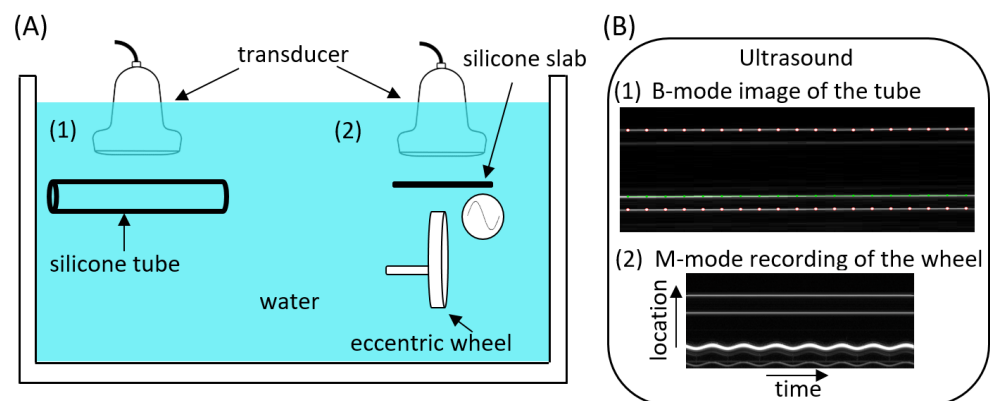 (A)
transducer
silicone slab
(1)
(2)
silicone tube
water
eccentric wheel
(B)
Ultrasound
(1) B-mode image of the tube
(2) M-mode recording of the wheel
location
time